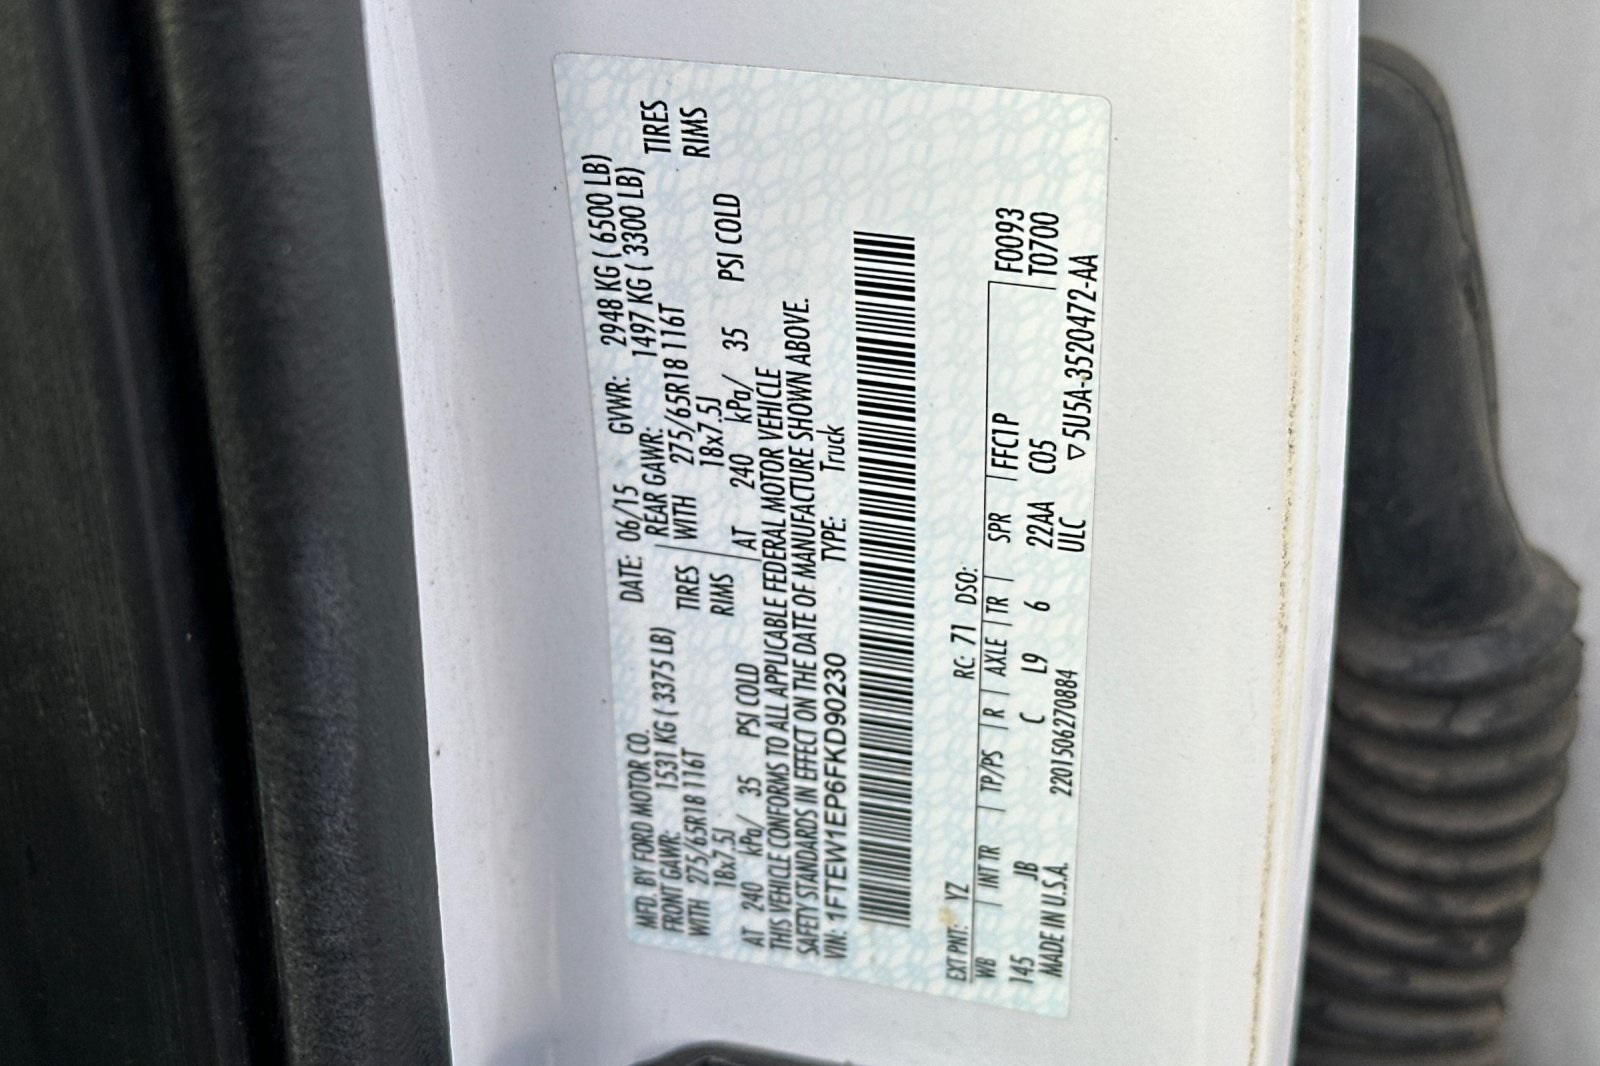 MFD. BY FORD MOTOR CO.
DATE: 06/15 GVWR: 2948 KG ( 6500 LB)
FRONT GAWR: 1531 KG ( 3375 LB)
REAR GAWR: 1497 KG ( 3300 LB)
WITH 275/65R18 116T TIRES
WITH 275/65R18 116T TIRES
18x7.5J RIMS
18x7.5J RIMS
AT 240 kPa/ 35 PSI COLD
AT 240 kPa/ 35 PSI COLD
THIS VEHICLE CONFORMS TO ALL APPLICABLE FEDERAL MOTOR VEHICLE
SAFETY STANDARDS IN EFFECT ON THE DATE OF MANUFACTURE SHOWN ABOVE.
VIN: 1FTEW1EP6FKD90230 TYPE: Truck
EXT PNT: YZ RC: 71 DSO:
WB | INT TR | TP/PS | R | AXLE | TR | SPR | FFC1P F0093
145 JB C L9 6 22AA C05 T0700
MADE IN U.S.A. 2201506270884 ULC ▽5U5A-3520472-AA